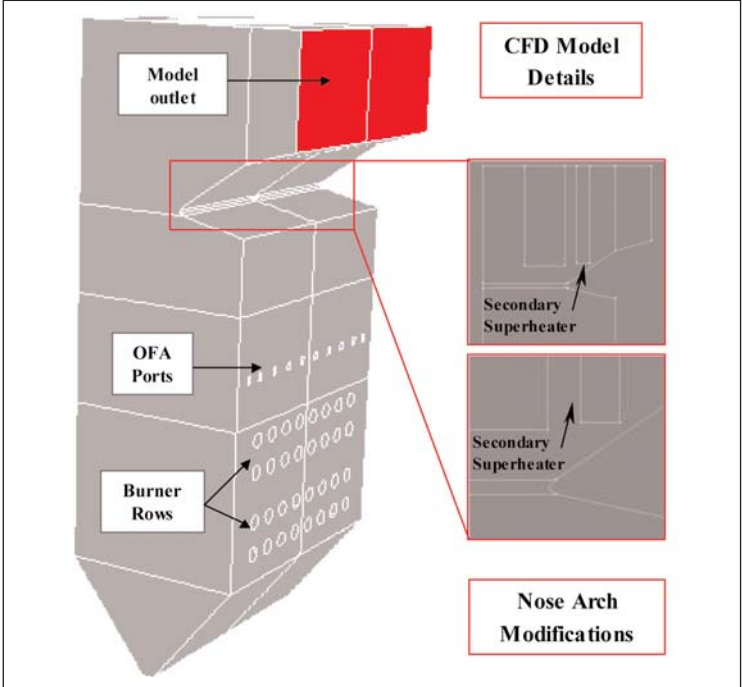 CFD Model
Details
Model
outlet
Secondary
Superheater
OFA
Ports
Secondary
Superheater
Burner
Rows
Nose Arch
Modifications